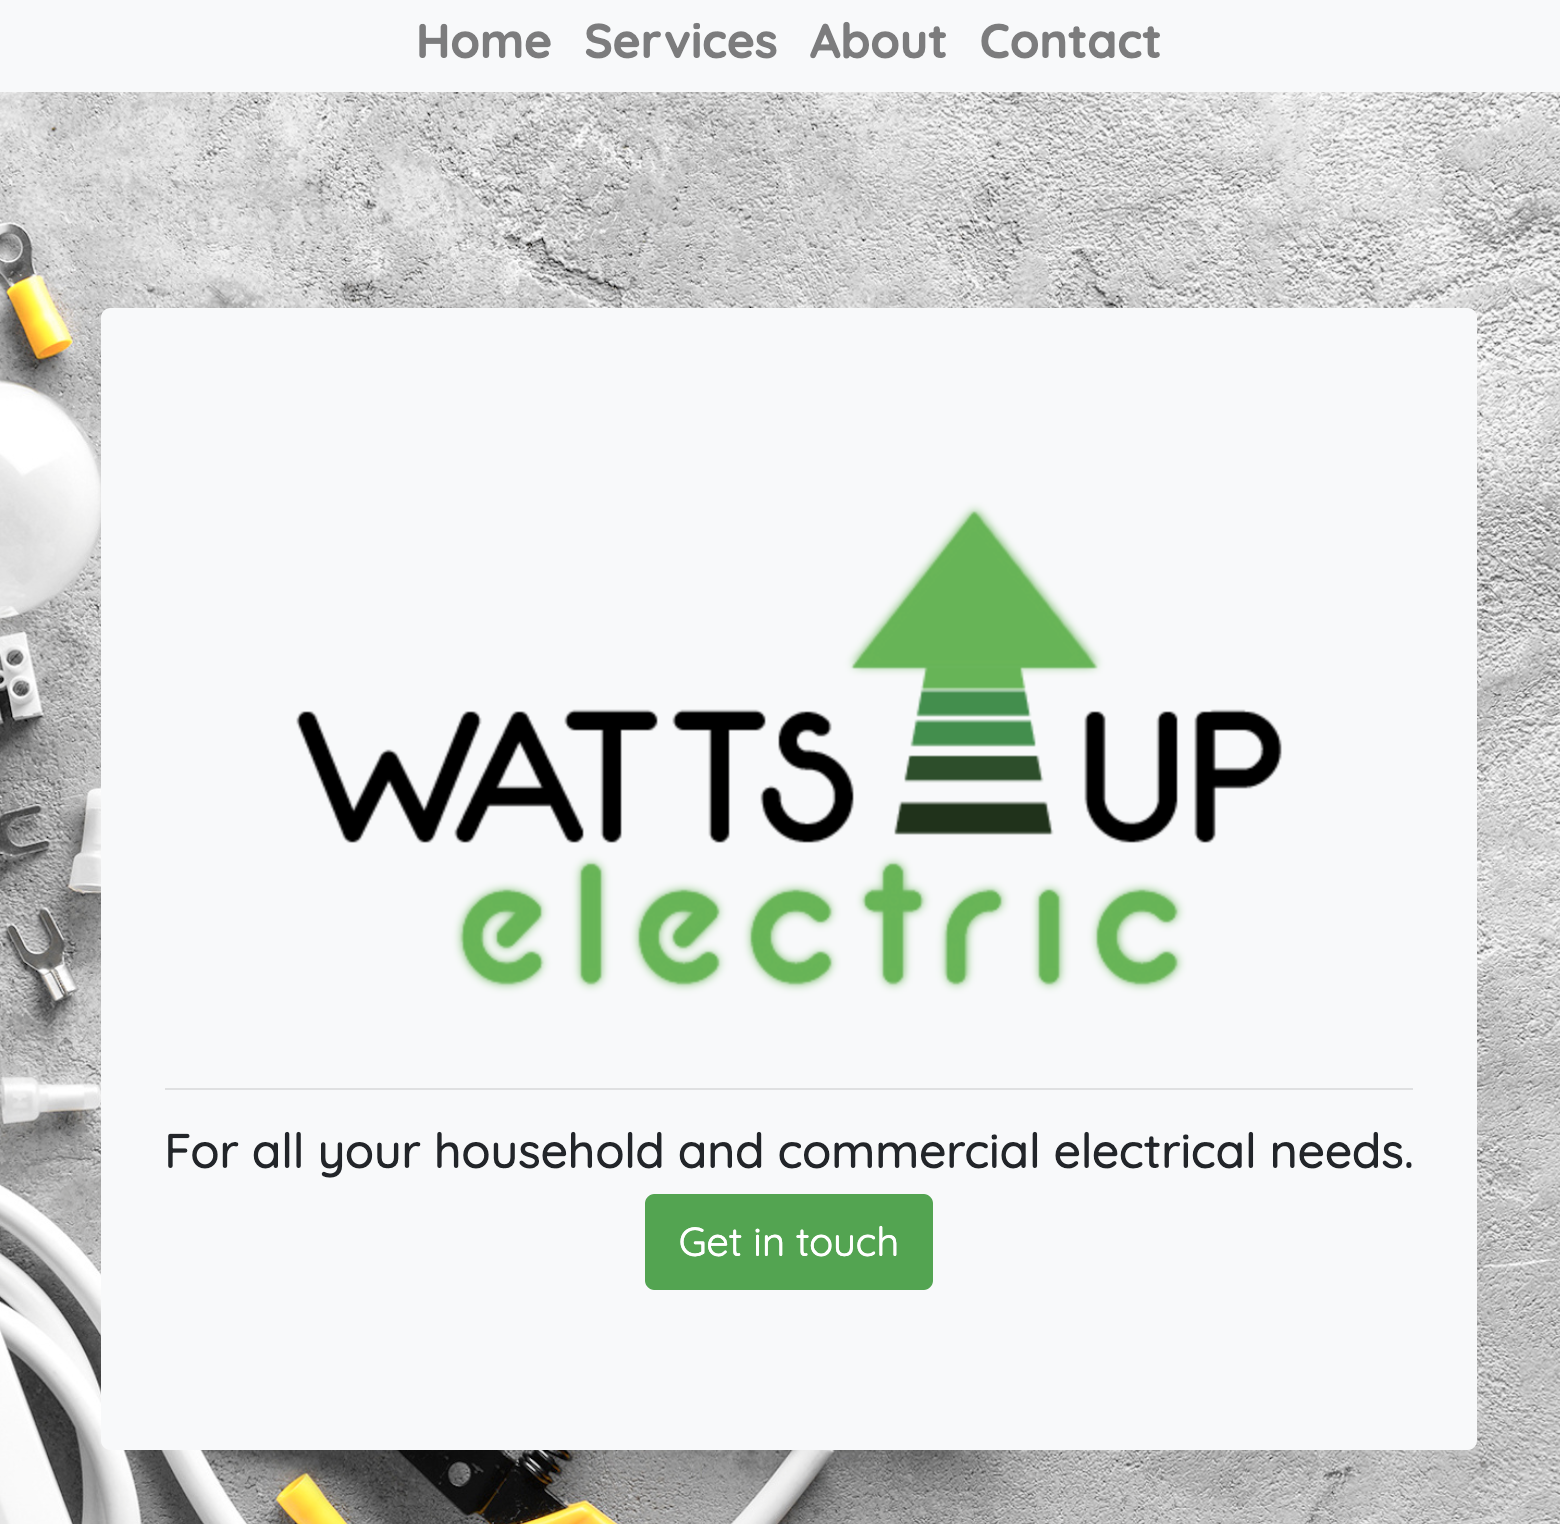 Home Services About Contact
WATTS UP
electric
For all your household and commercial electrical needs.
Get in touch